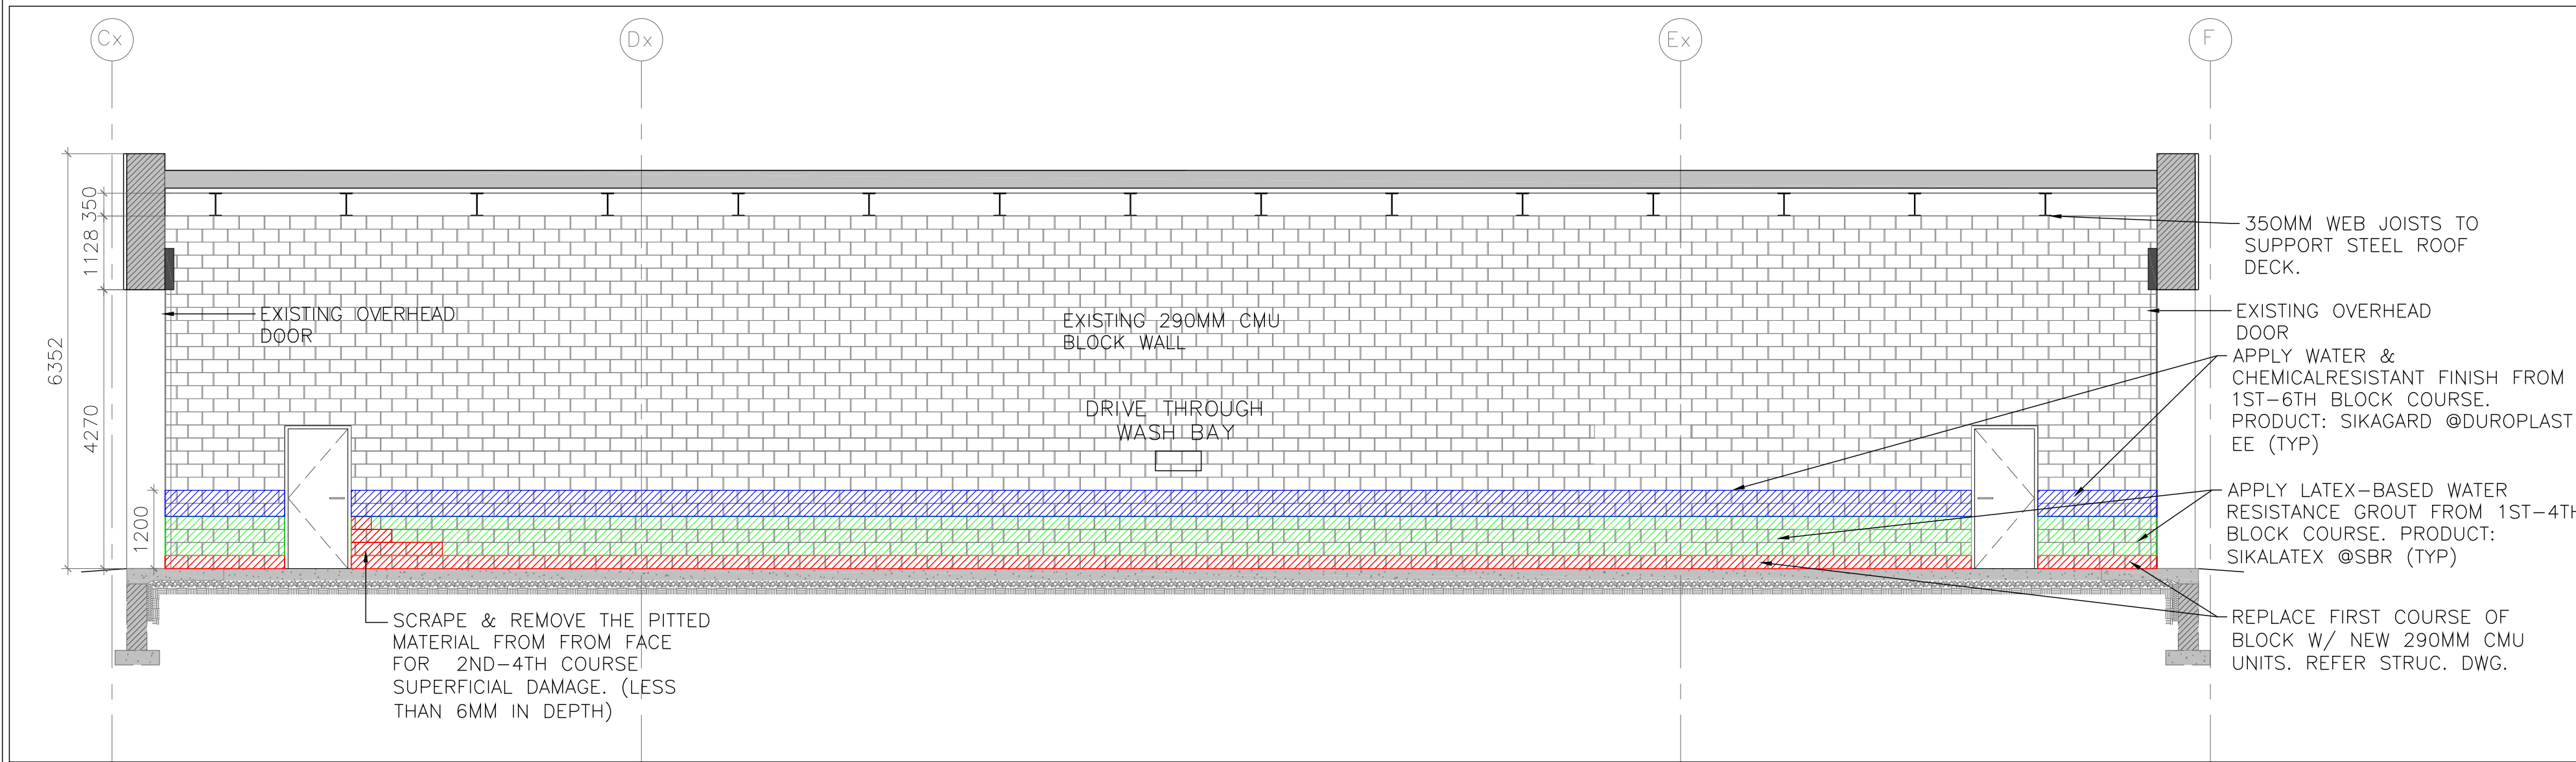 Cx
Dx
Ex
F
6352
350
1128
4270
1200
EXISTING OVERHEAD
DOOR
EXISTING 290MM CMU
BLOCK WALL
DRIVE THROUGH
WASH BAY
350MM WEB JOISTS TO
SUPPORT STEEL ROOF
DECK.
EXISTING OVERHEAD
DOOR
APPLY WATER &
CHEMICALRESISTANT FINISH FROM
1ST-6TH BLOCK COURSE.
PRODUCT: SIKAGARD @DUROPLAST
EE (TYP)
APPLY LATEX-BASED WATER
RESISTANCE GROUT FROM 1ST-4TH
BLOCK COURSE. PRODUCT:
SIKALATEX @SBR (TYP)
REPLACE FIRST COURSE OF
BLOCK W/ NEW 290MM CMU
UNITS. REFER STRUC. DWG.
SCRAPE & REMOVE THE PITTED
MATERIAL FROM FROM FACE
FOR 2ND-4TH COURSE
SUPERFICIAL DAMAGE. (LESS
THAN 6MM IN DEPTH)